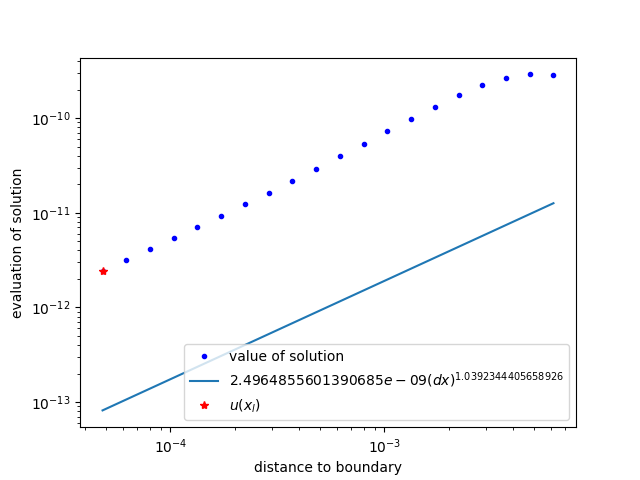 evaluation of solution
10⁻¹⁰
10⁻¹¹
10⁻¹²
10⁻¹³
value of solution
2.4964855601390685e − 09(dx)^1.0392344405658926
u(x_l)
10⁻⁴
10⁻³
distance to boundary